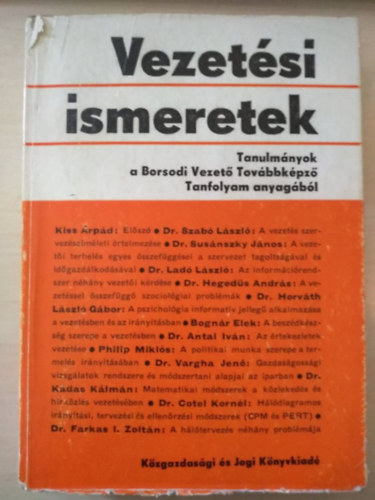 Vezetési
ismeretek
Tanulmányok
a Borsodi Vezető Továbbképző
Tanfolyam anyagából
Kiss Árpád: Előszó ● Dr. Szabó László: A vezetés szer-
vezéselméleti értelmezése ● Dr. Susánszky János: A veze-
tői terhelés egyes összefüggései a szervezet tagoltságával és
időgazdálkodásával ● Dr. Ladó László: Az információrend-
szer néhány vezetői kérdése ● Dr. Hegedűs András: A ve-
zetéssel összefüggő szociológiai problémák ● Dr. Horváth
László Gábor: A pszichológia informatív jellegű alkalmazása
a vezetésben és az irányításban ● Bognár Elek: A beszédkész-
ség szerepe a vezetésben ● Dr. Antal Iván: Az értekezletek
vezetése ● Philip Miklós: A politikai munka szerepe a ter-
melés irányításában ● Dr. Vargha Jenő: Gazdaságossági
vizsgálatok rendszere és módszertani alapjai az iparban ● Dr.
Kádas Kálmán: Matematikai módszerek a közlekedés és
hírközlés vezetésében ● Dr. Cotel Kornél: Hálódiagramos
irányítási, tervezési és ellenőrzési módszerek (CPM és PERT) ●
Dr. Farkas I. Zoltán: A hálótervezés néhány problémája
Közgazdasági és Jogi Könyvkiadó